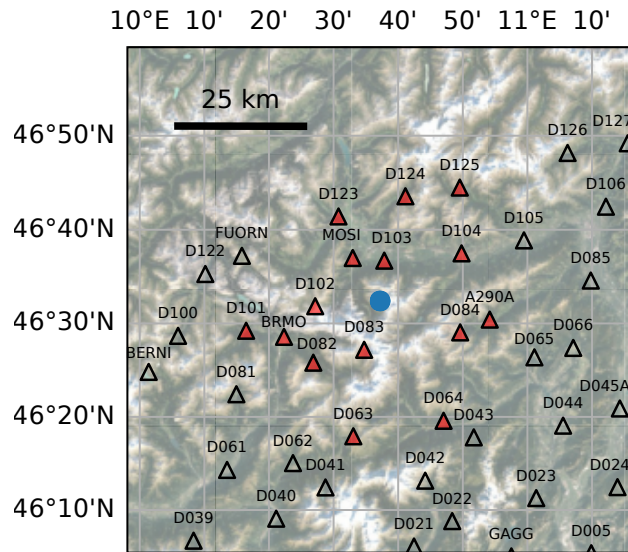 10°E 10' 20' 30' 40' 50' 11°E 10'
25 km
46°50'N
46°40'N
46°30'N
46°20'N
46°10'N
D127
D126
D125
D124
D106
D123
D105
FUORN
MOSI
D103
D104
D122
D085
D102
A290A
D100
D101
BRMO
D084
D083
D066
D065
BERNI
D082
D081
D045A
D064
D044
D063
D043
D062
D061
D042
D041
D024
D023
D040
D022
D039
D021
GAGG
D005